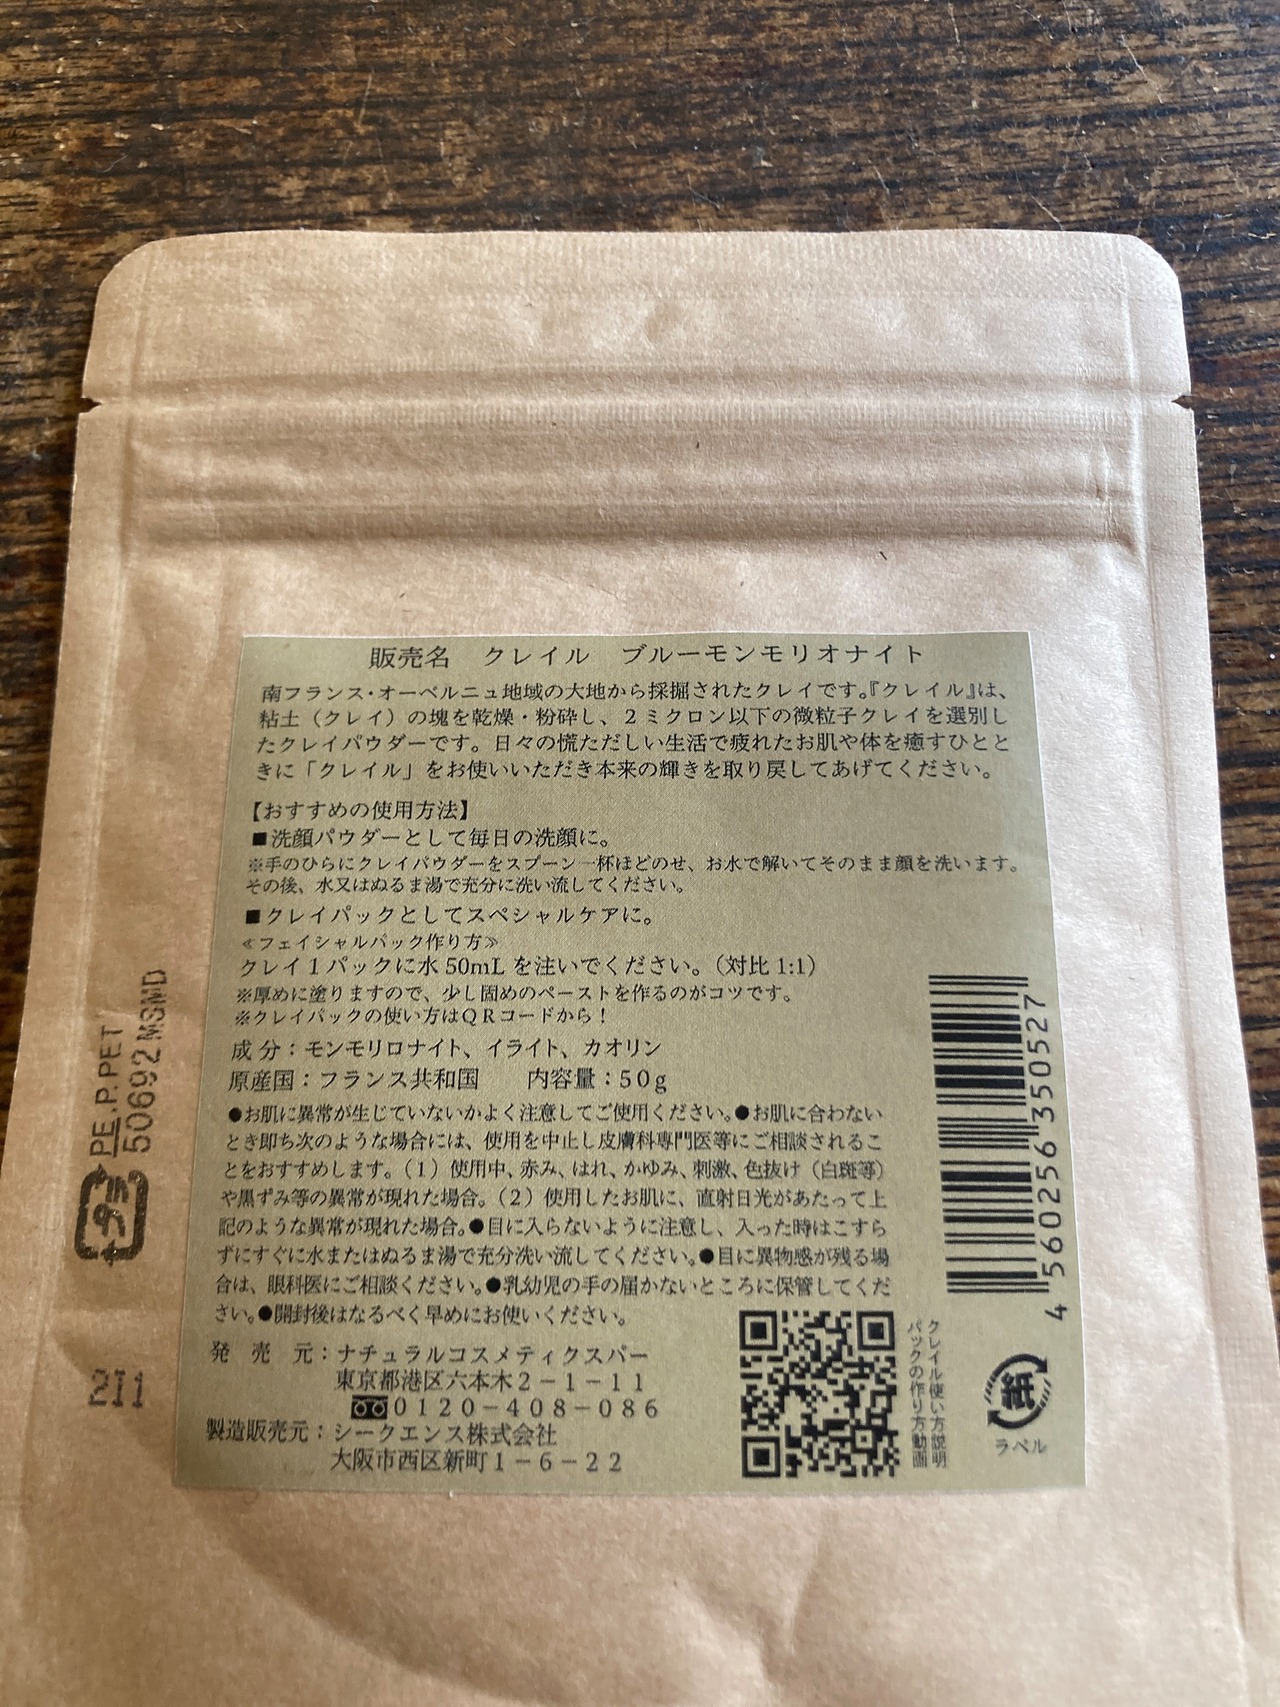 販売名　クレイル　ブルーモンモリオナイト
南フランス・オーベルニュ地域の大地から採掘されたクレイです。『クレイル』は、
粘土（クレイ）の塊を乾燥・粉砕し、2ミクロン以下の微粒子クレイを選別し
たクレイパウダーです。日々の慌ただしい生活で疲れたお肌や体を癒すひとと
きに「クレイル」をお使いいただき本来の輝きを取り戻してあげてください。
【おすすめの使用方法】
■洗顔パウダーとして毎日の洗顔に。
※手のひらにクレイパウダーをスプーン一杯ほどのせ、お水で解いてそのまま顔を洗います。
その後、水又はぬるま湯で充分に洗い流してください。
■クレイパックとしてスペシャルケアに。
≪フェイシャルパック作り方≫
クレイ1パックに水50mLを注いでください。（対比1:1）
※厚めに塗りますので、少し固めのペーストを作るのがコツです。
※クレイパックの使い方はQRコードから！
成分：モンモリロナイト、イライト、カオリン
原産国：フランス共和国　　内容量：50g
●お肌に異常が生じていないかよく注意してご使用ください。●お肌に合わない
とき即ち次のような場合には、使用を中止し皮膚科専門医等にご相談されるこ
とをおすすめします。（1）使用中、赤み、はれ、かゆみ、刺激、色抜け（白斑等）
や黒ずみ等の異常が現れた場合。（2）使用したお肌に、直射日光があたって上
記のような異常が現れた場合。●目に入らないように注意し、入った時はこすら
ずにすぐに水またはぬるま湯で充分洗い流してください。●目に異物感が残る場
合は、眼科医にご相談ください。●乳幼児の手の届かないところに保管してくだ
さい。●開封後はなるべく早めにお使いください。
発　売　元：ナチュラルコスメティクスバー
東京都港区六本木2－1－11
0120－408－086
製造販売元：シークエンス株式会社
大阪市西区新町1－6－22
クレイル使い方説明
パックの作り方動画
4 560256 350527
紙
ラベル
プラ
PE.P.PET
50692MSMD
211